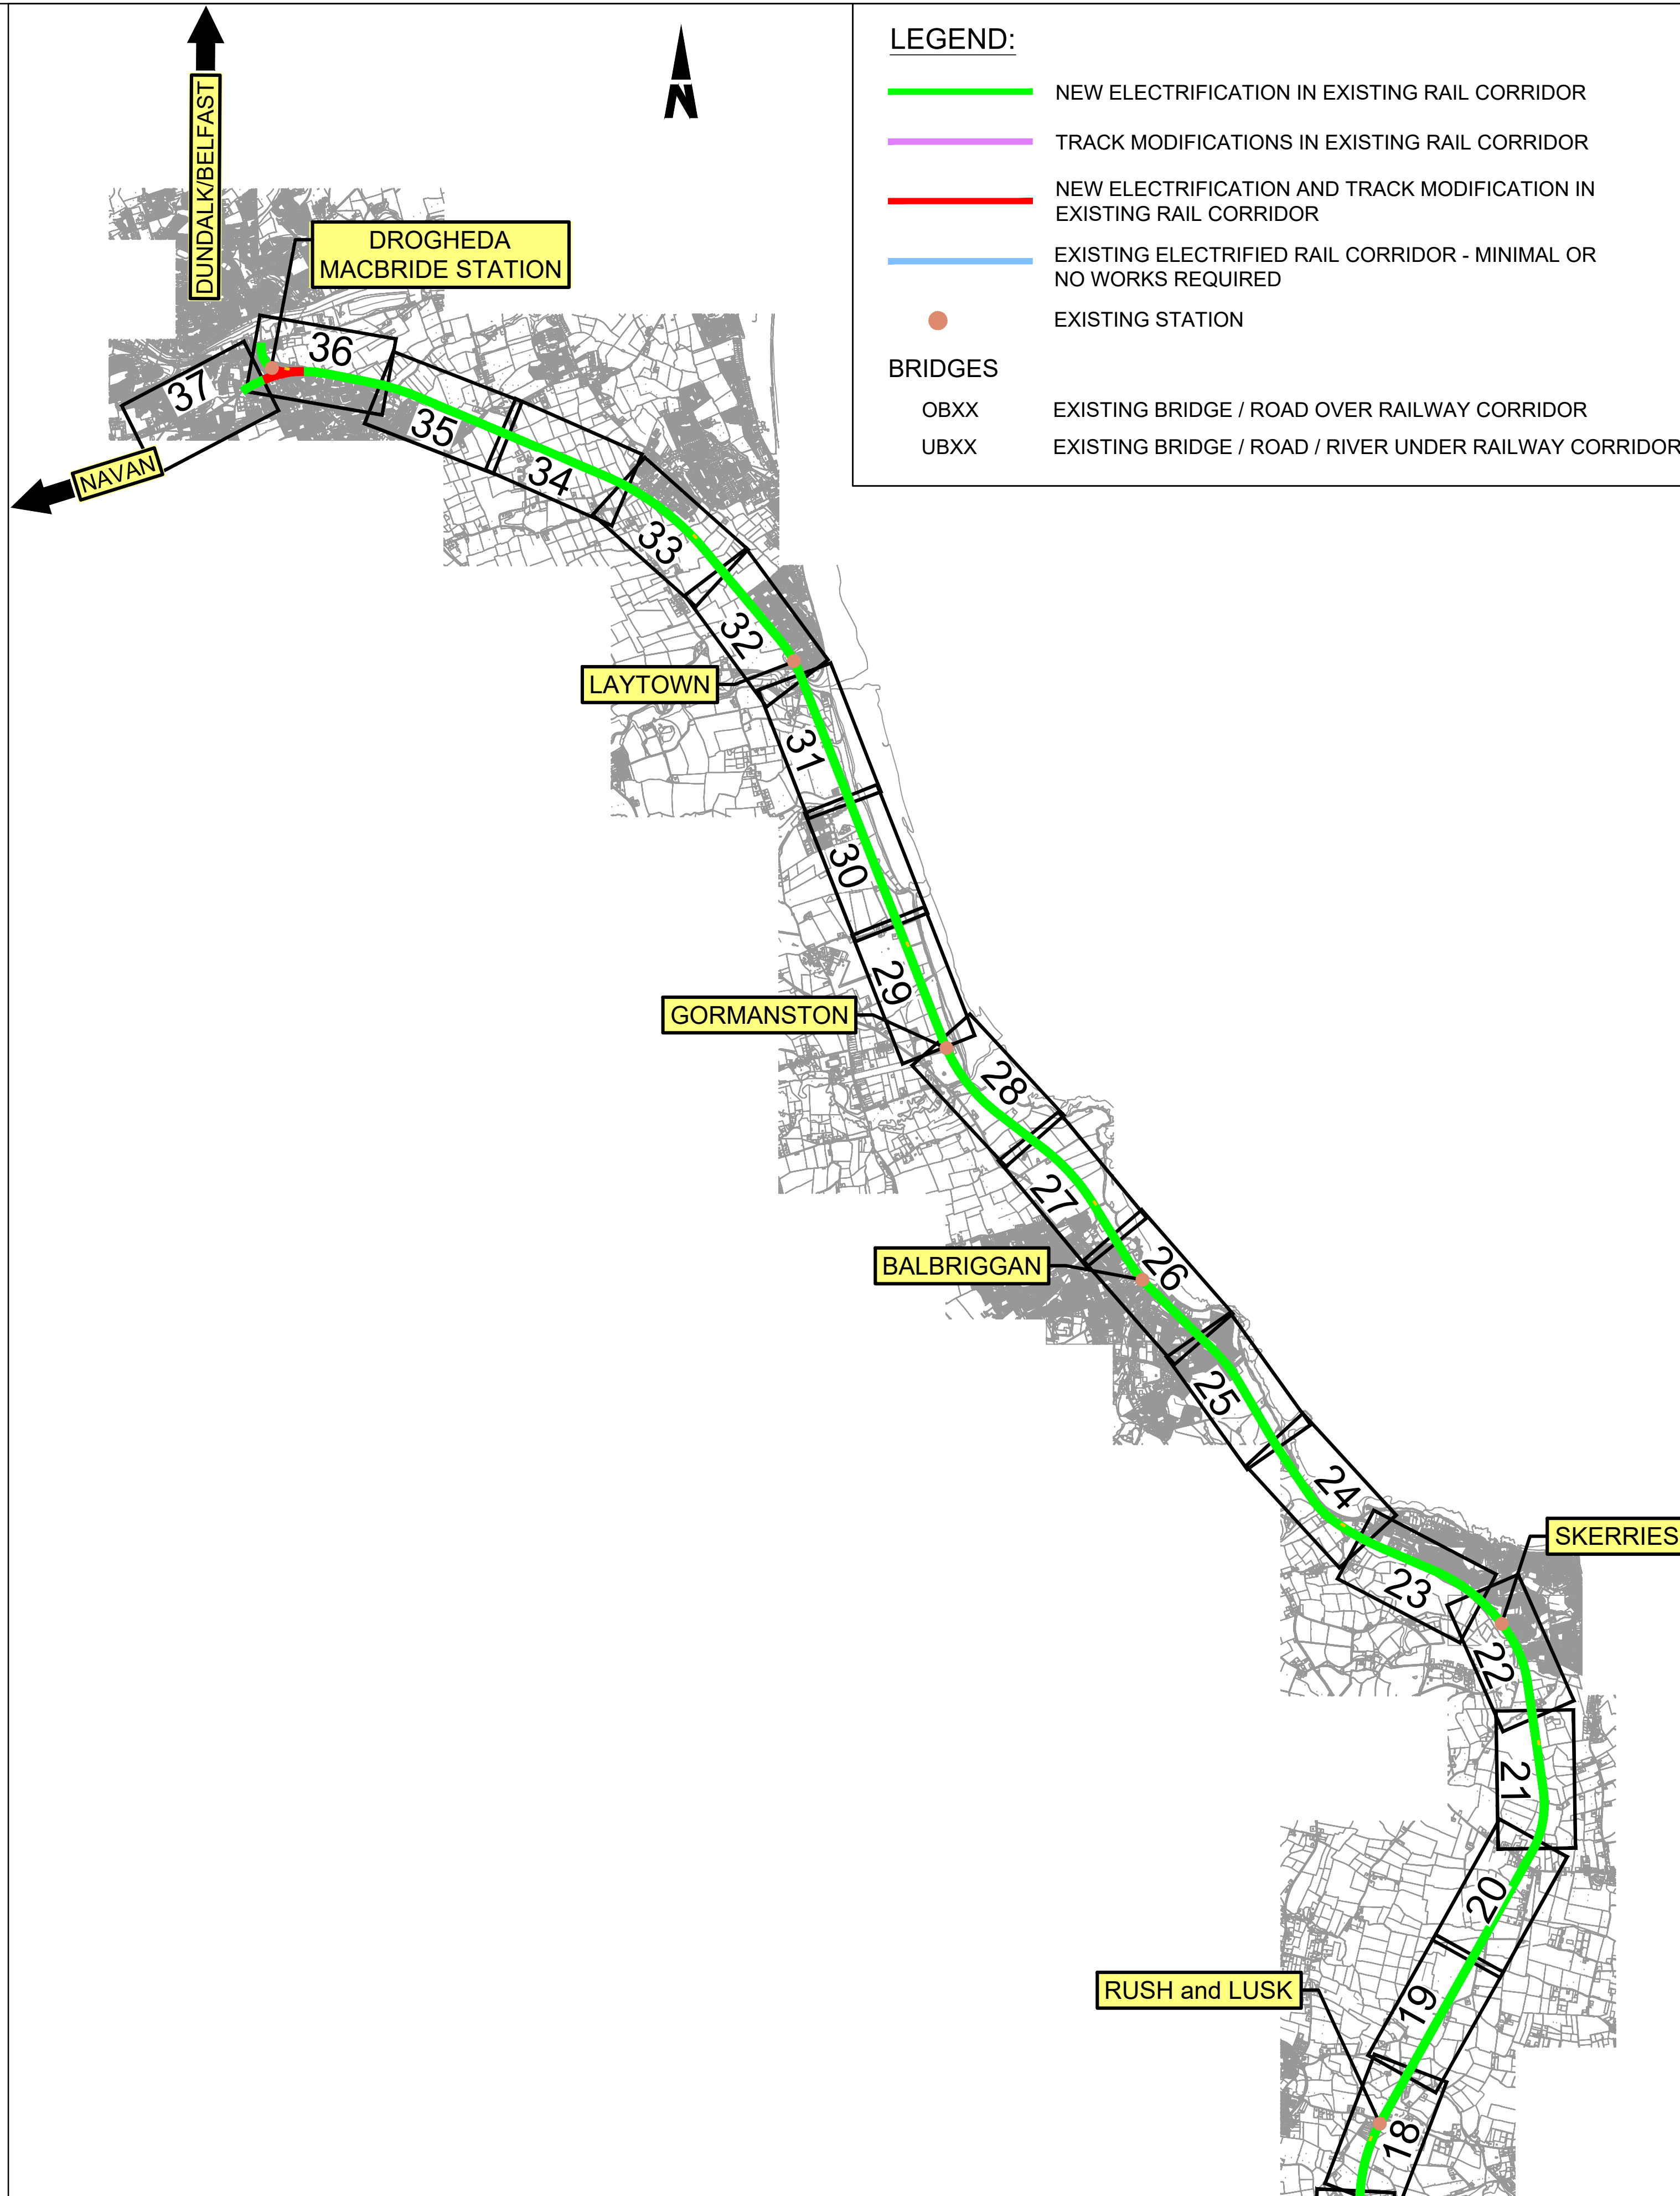 LEGEND:
NEW ELECTRIFICATION IN EXISTING RAIL CORRIDOR
TRACK MODIFICATIONS IN EXISTING RAIL CORRIDOR
NEW ELECTRIFICATION AND TRACK MODIFICATION IN
EXISTING RAIL CORRIDOR
EXISTING ELECTRIFIED RAIL CORRIDOR - MINIMAL OR
NO WORKS REQUIRED
EXISTING STATION
BRIDGES
OBXX EXISTING BRIDGE / ROAD OVER RAILWAY CORRIDOR
UBXX EXISTING BRIDGE / ROAD / RIVER UNDER RAILWAY CORRIDOR
N
DUNDALK/BELFAST
DROGHEDA
MACBRIDE STATION
36
37
NAVAN
35
34
33
32
LAYTOWN
31
30
29
GORMANSTON
28
27
BALBRIGGAN
26
25
24
SKERRIES
23
22
21
20
RUSH and LUSK
19
18